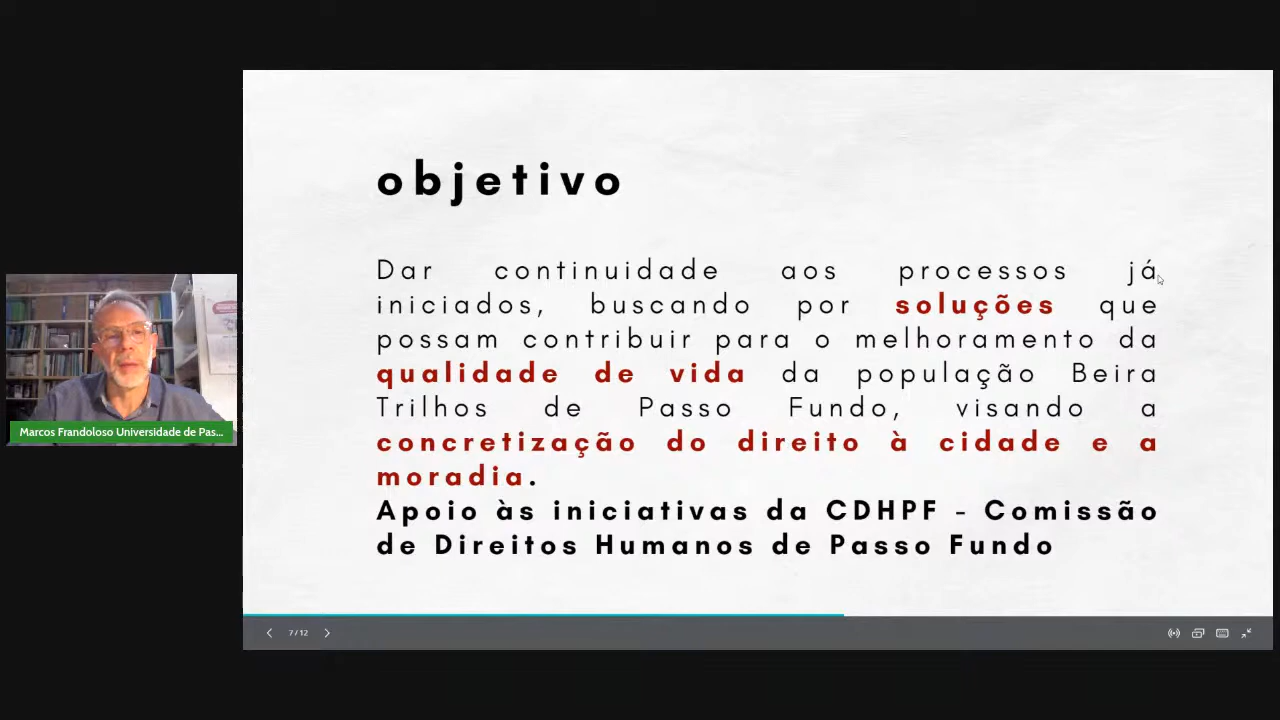 objetivo
Dar continuidade aos processos já
iniciados, buscando por soluções que
possam contribuir para o melhoramento da
qualidade de vida da população Beira
Trilhos de Passo Fundo, visando a
concretização do direito à cidade e a
moradia.
Apoio às iniciativas da CDHPF - Comissão
de Direitos Humanos de Passo Fundo
Marcos Frandoloso Universidade de Pas...
7/12